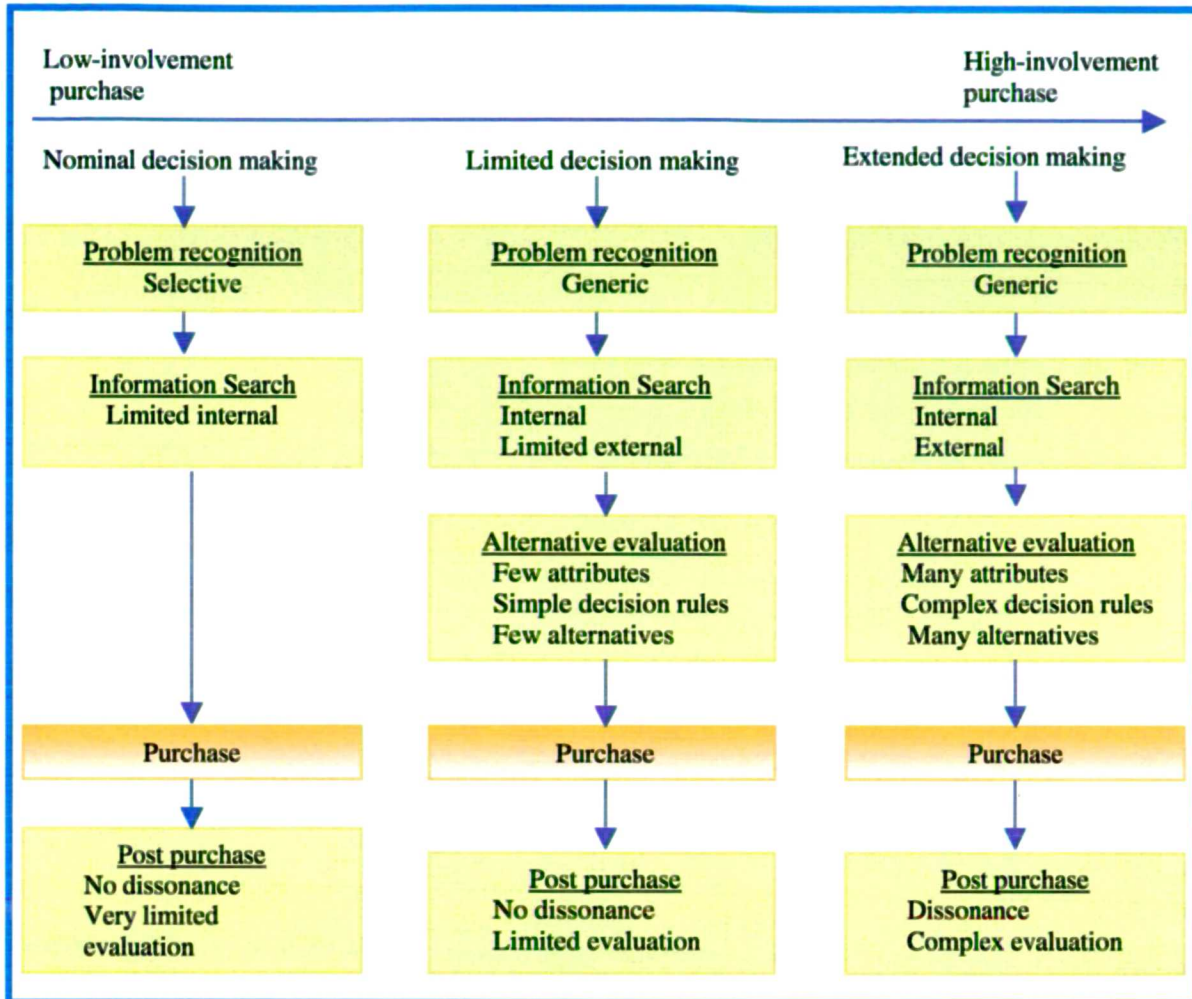 Low-involvement
purchase
High-involvement
purchase
Nominal decision making
Limited decision making
Extended decision making
Problem recognition
Selective
Problem recognition
Generic
Problem recognition
Generic
Information Search
Limited internal
Information Search
Internal
Limited external
Information Search
Internal
External
Alternative evaluation
Few attributes
Simple decision rules
Few alternatives
Alternative evaluation
Many attributes
Complex decision rules
Many alternatives
Purchase
Purchase
Purchase
Post purchase
No dissonance
Very limited
evaluation
Post purchase
No dissonance
Limited evaluation
Post purchase
Dissonance
Complex evaluation